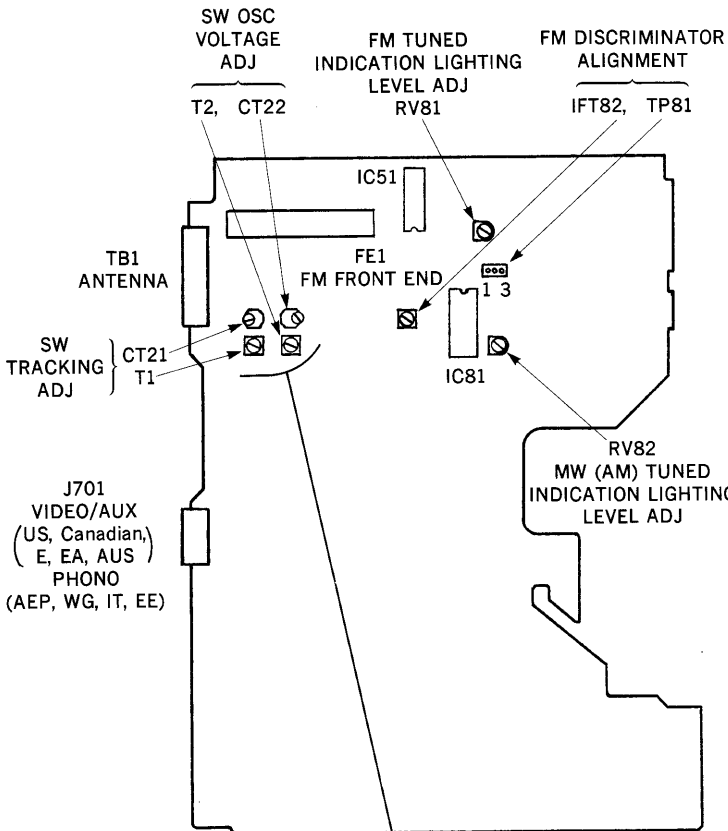 SW OSC
VOLTAGE
ADJ
T2, CT22
FM TUNED
INDICATION LIGHTING
LEVEL ADJ
RV81
FM DISCRIMINATOR
ALIGNMENT
IFT82, TP81
IC51
TB1
ANTENNA
FE1
FM FRONT END
1 3
SW
TRACKING
ADJ
CT21
T1
IC81
RV82
MW (AM) TUNED
INDICATION LIGHTING
LEVEL ADJ
J701
VIDEO/AUX
(US, Canadian,
E, EA, AUS)
PHONO
(AEP, WG, IT, EE)